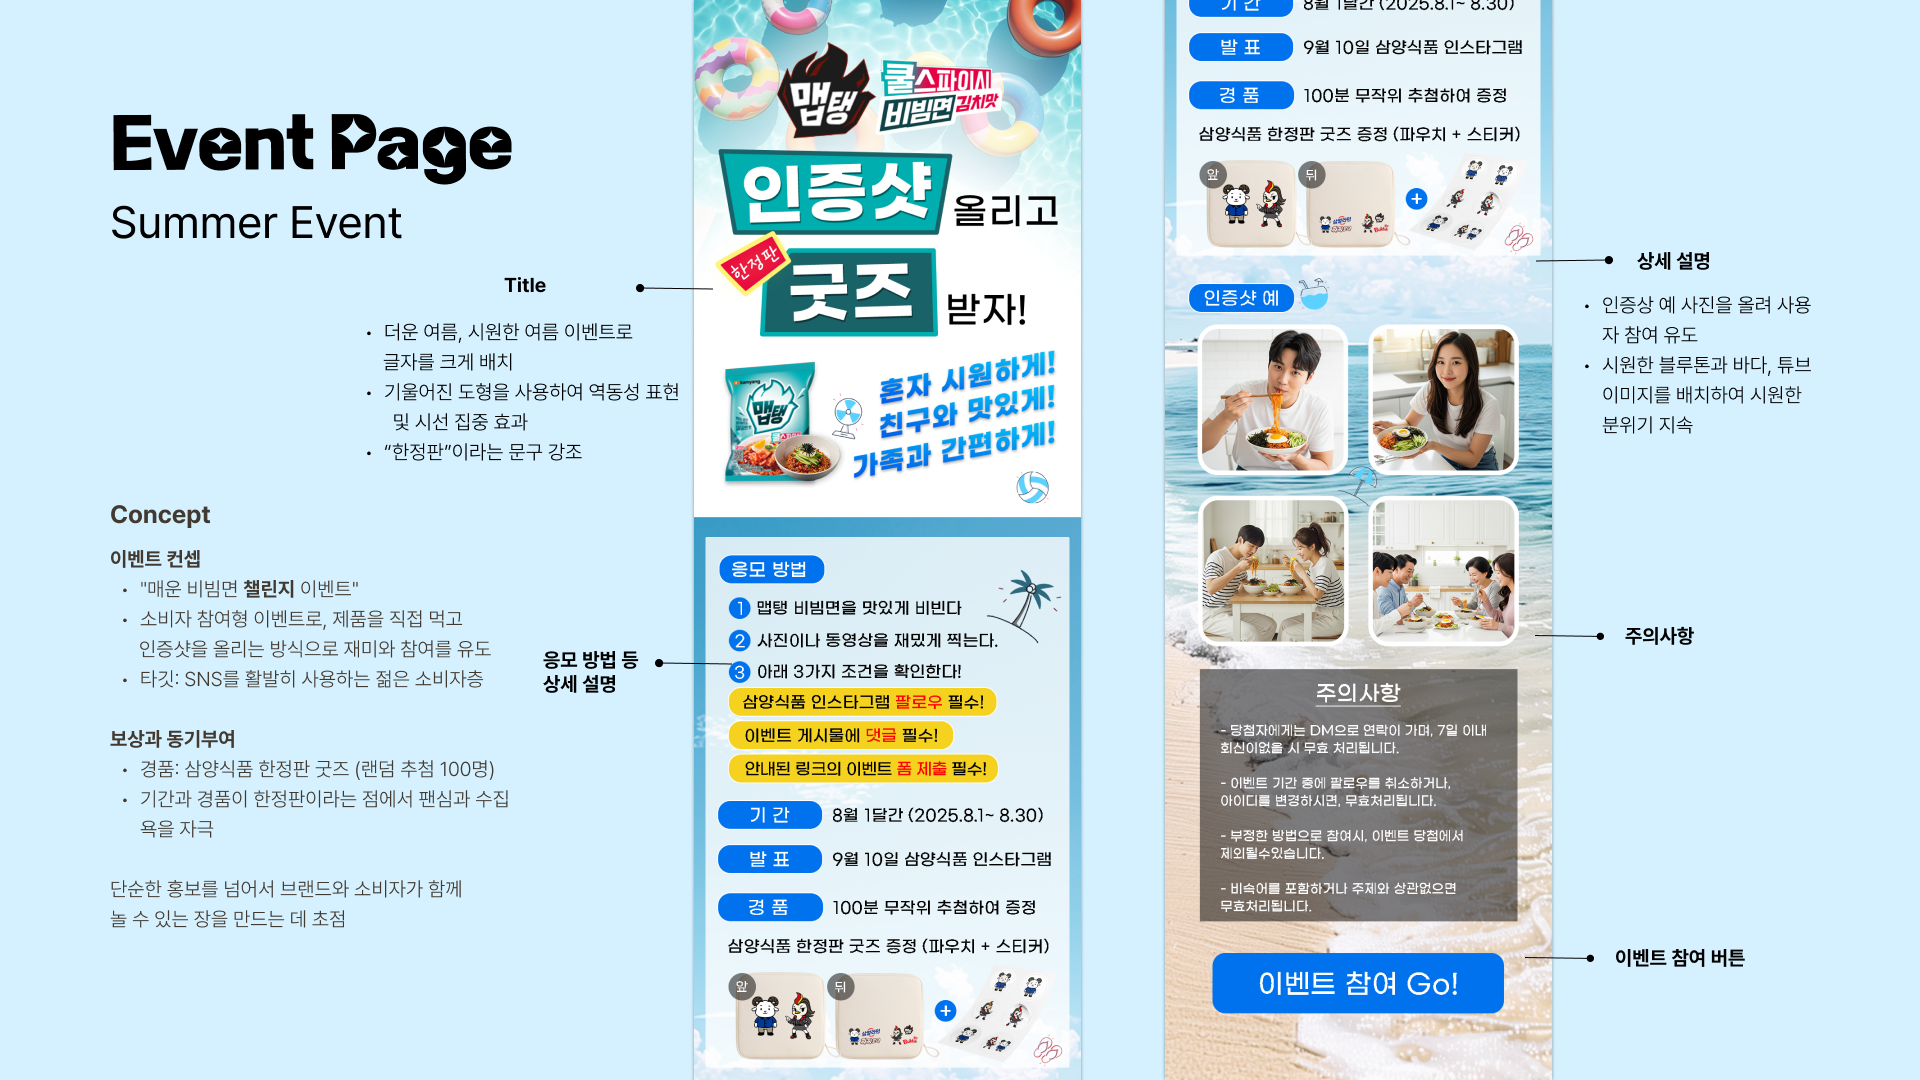 Event Page
Summer Event
Title
• 더운 여름, 시원한 여름 이벤트로
글자를 크게 배치
• 기울어진 도형을 사용하여 역동성 표현
및 시선 집중 효과
• “한정판”이라는 문구 강조
Concept
이벤트 컨셉
• "매운 비빔면 챌린지 이벤트"
• 소비자 참여형 이벤트로, 제품을 직접 먹고
인증샷을 올리는 방식으로 재미와 참여를 유도
• 타깃: SNS를 활발히 사용하는 젊은 소비자층
보상과 동기부여
• 경품: 삼양식품 한정판 굿즈 (랜덤 추첨 100명)
• 기간과 경품이 한정판이라는 점에서 팬심과 수집
욕을 자극
단순한 홍보를 넘어서 브랜드와 소비자가 함께
놀 수 있는 장을 만드는 데 초점
응모 방법 등
상세 설명
맵탱
쿨스파이시
비빔면 김치맛
인증샷 올리고
한정판
굿즈 받자!
맵탱
혼자 시원하게!
친구와 맛있게!
가족과 간편하게!
응모 방법
1 맵탱 비빔면을 맛있게 비빈다
2 사진이나 동영상을 재밌게 찍는다.
3 아래 3가지 조건을 확인한다!
삼양식품 인스타그램 팔로우 필수!
이벤트 게시물에 댓글 필수!
안내된 링크의 이벤트 폼 제출 필수!
기 간 8월 1달간 (2025.8.1~ 8.30)
발 표 9월 10일 삼양식품 인스타그램
경 품 100분 무작위 추첨하여 증정
삼양식품 한정판 굿즈 증정 (파우치 + 스티커)
앞 뒤 +
기 간 8월 1달간 (2025.8.1~ 8.30)
발 표 9월 10일 삼양식품 인스타그램
경 품 100분 무작위 추첨하여 증정
삼양식품 한정판 굿즈 증정 (파우치 + 스티커)
앞 뒤 +
인증샷 예
주의사항
- 당첨자에게는 DM으로 연락이 가며, 7일 이내
회신이없을 시 무효 처리됩니다.
- 이벤트 기간 중에 팔로우를 취소하거나,
아이디를 변경하시면, 무효처리됩니다.
- 부정한 방법으로 참여시, 이벤트 당첨에서
제외될수있습니다.
- 비속어를 포함하거나 주제와 상관없으면
무효처리됩니다.
이벤트 참여 Go!
상세 설명
• 인증상 예 사진을 올려 사용
자 참여 유도
• 시원한 블루톤과 바다, 튜브
이미지를 배치하여 시원한
분위기 지속
주의사항
이벤트 참여 버튼